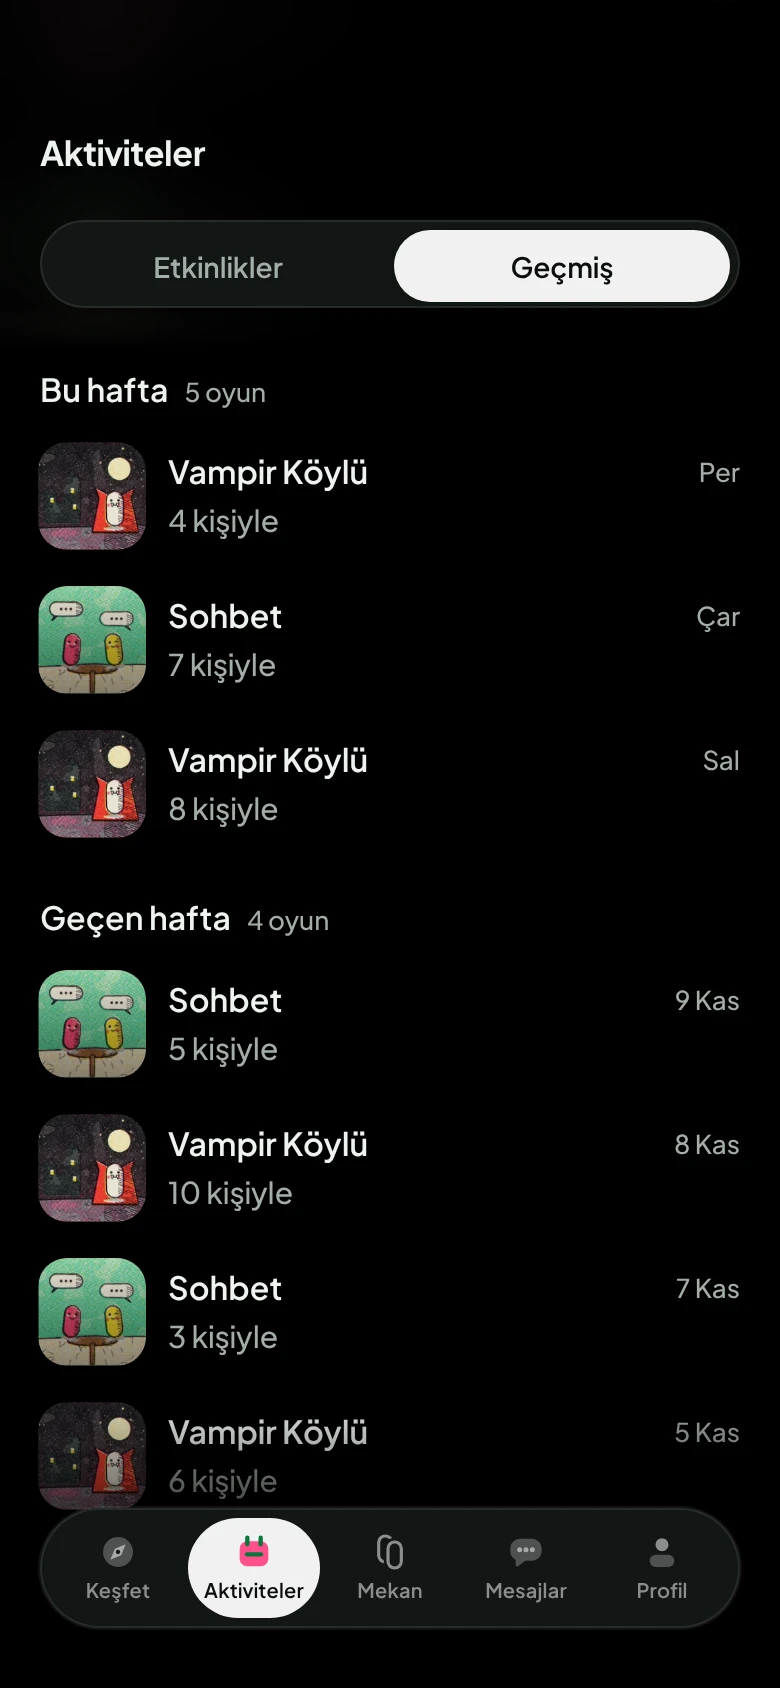 Aktiviteler
Etkinlikler
Geçmiş
Bu hafta 5 oyun
Vampir Köylü
Per
4 kişiyle
Sohbet
Çar
7 kişiyle
Vampir Köylü
Sal
8 kişiyle
Geçen hafta 4 oyun
Sohbet
9 Kas
5 kişiyle
Vampir Köylü
8 Kas
10 kişiyle
Sohbet
7 Kas
3 kişiyle
Vampir Köylü
5 Kas
6 kişiyle
Keşfet
Aktiviteler
Mekan
Mesajlar
Profil